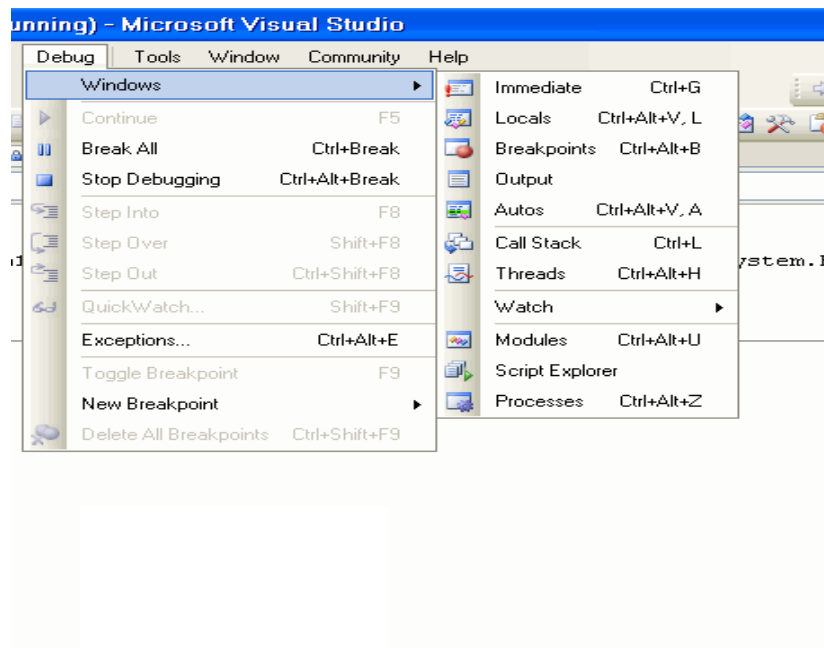 unning) - Microsoft Visual Studio
Debug Tools Window Community Help
Windows
Continue F5
Break All Ctrl+Break
Stop Debugging Ctrl+Alt+Break
Step Into F8
Step Over Shift+F8
Step Out Ctrl+Shift+F8
QuickWatch... Shift+F9
Exceptions... Ctrl+Alt+E
Toggle Breakpoint F9
New Breakpoint
Delete All Breakpoints Ctrl+Shift+F9
Immediate Ctrl+G
Locals Ctrl+Alt+V, L
Breakpoints Ctrl+Alt+B
Output
Autos Ctrl+Alt+V, A
Call Stack Ctrl+L
Threads Ctrl+Alt+H
Watch
Modules Ctrl+Alt+U
Script Explorer
Processes Ctrl+Alt+Z
ystem.